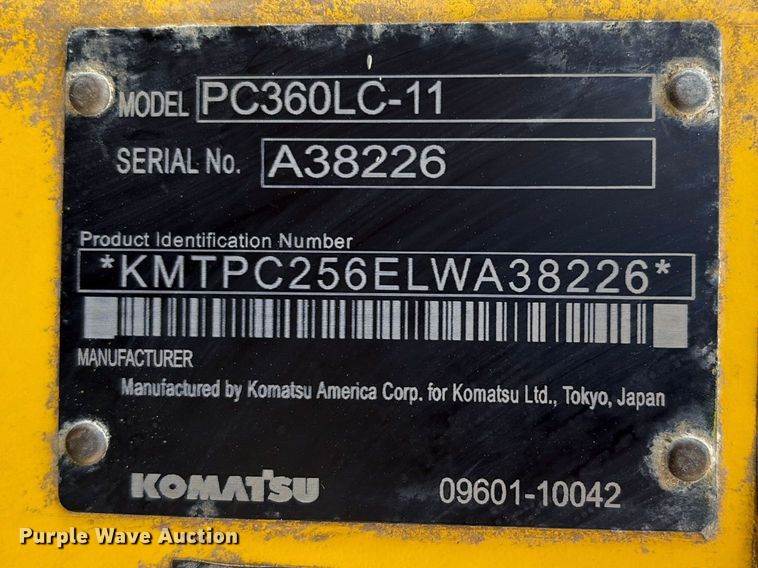 MODEL PC360LC-11
SERIAL No. A38226
Product Identification Number
*KMTPC256ELWA38226*
MANUFACTURER
Manufactured by Komatsu America Corp. for Komatsu Ltd., Tokyo, Japan
KOMATSU 09601-10042
Purple Wave Auction